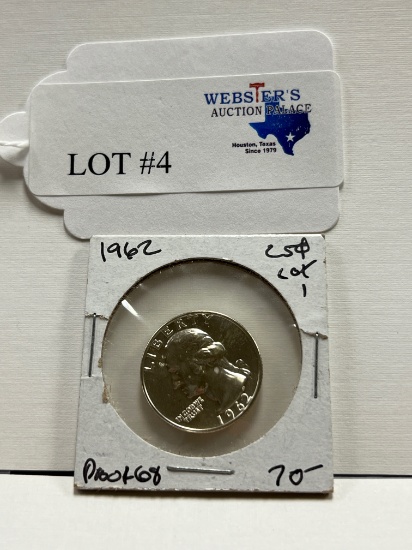 WEBSTER'S
AUCTION PALACE
Houston, Texas
Since 1979
LOT #4
1962
25¢
LOT
1
LIBERTY
IN GOD WE
TRUST
1962
Proof 68
70-